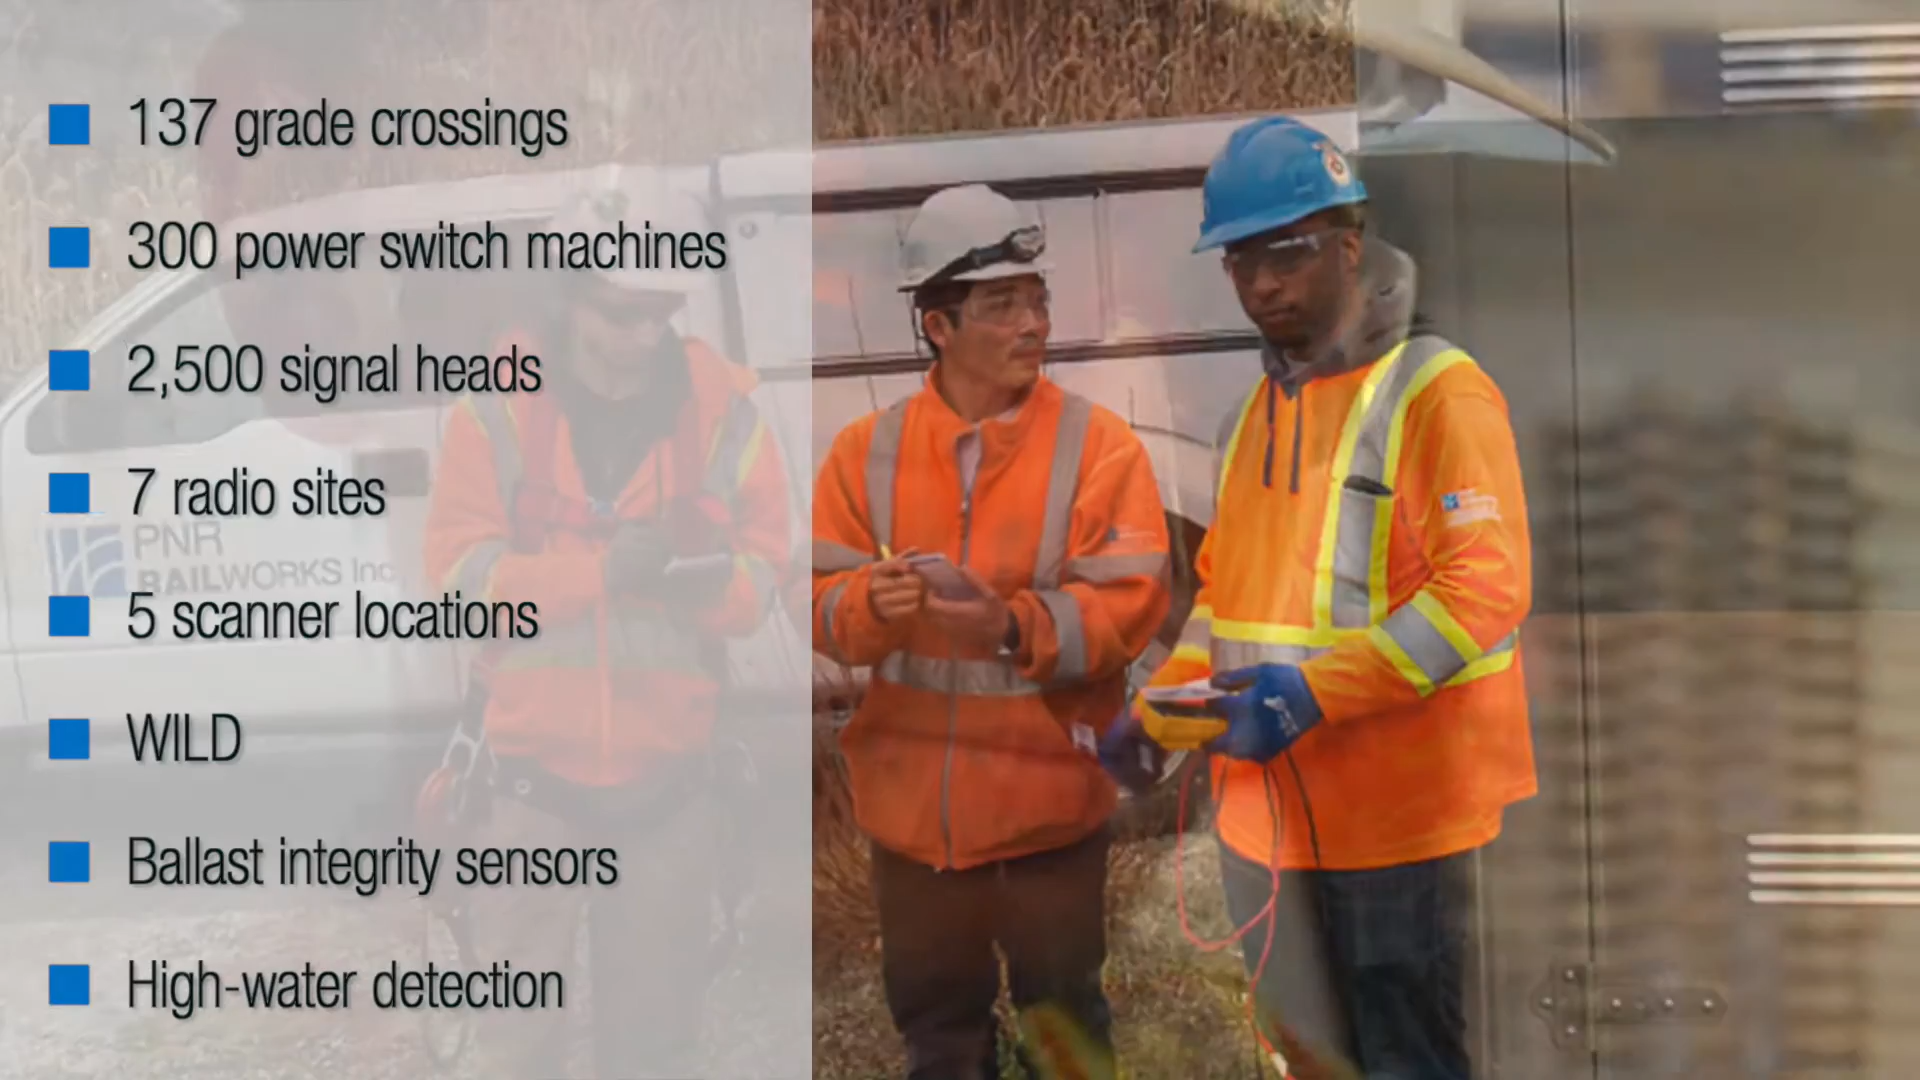 137 grade crossings
300 power switch machines
2,500 signal heads
7 radio sites
PNR
RAILWORKS Inc
5 scanner locations
WILD
Ballast integrity sensors
High-water detection